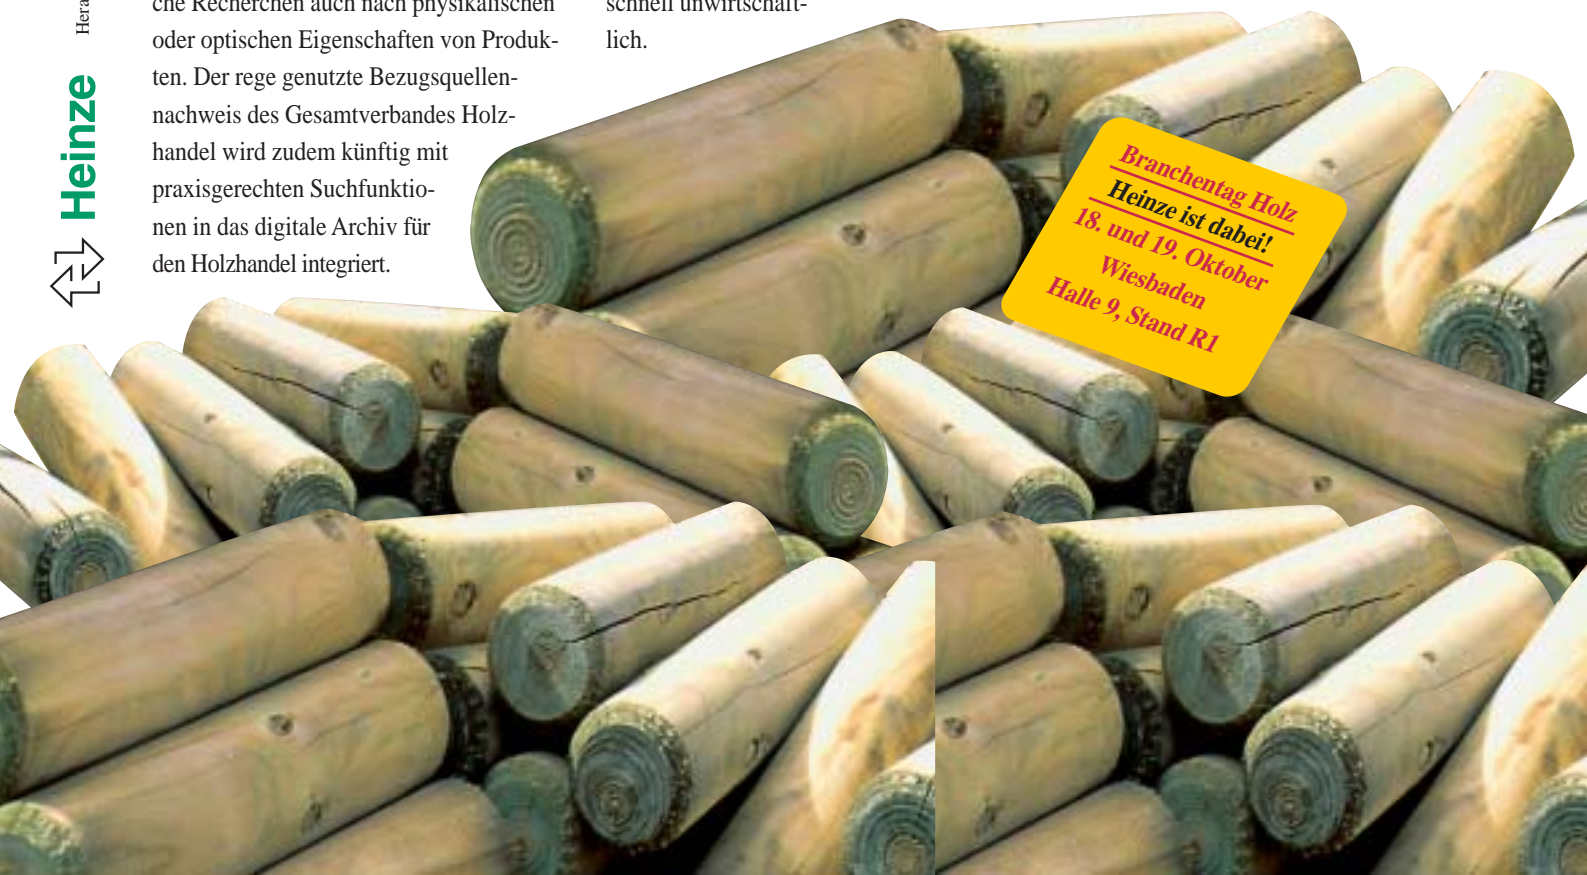 che Recherchen auch nach physikalischen
oder optischen Eigenschaften von Produk-
ten. Der rege genutzte Bezugsquellen-
nachweis des Gesamtverbandes Holz-
handel wird zudem künftig mit
praxisgerechten Suchfunktio-
nen in das digitale Archiv für
den Holzhandel integriert.
schnell unwirtschaft-
lich.
Hera
Heinze
Branchentag Holz
Heinze ist dabei!
18. und 19. Oktober
Wiesbaden
Halle 9, Stand R1